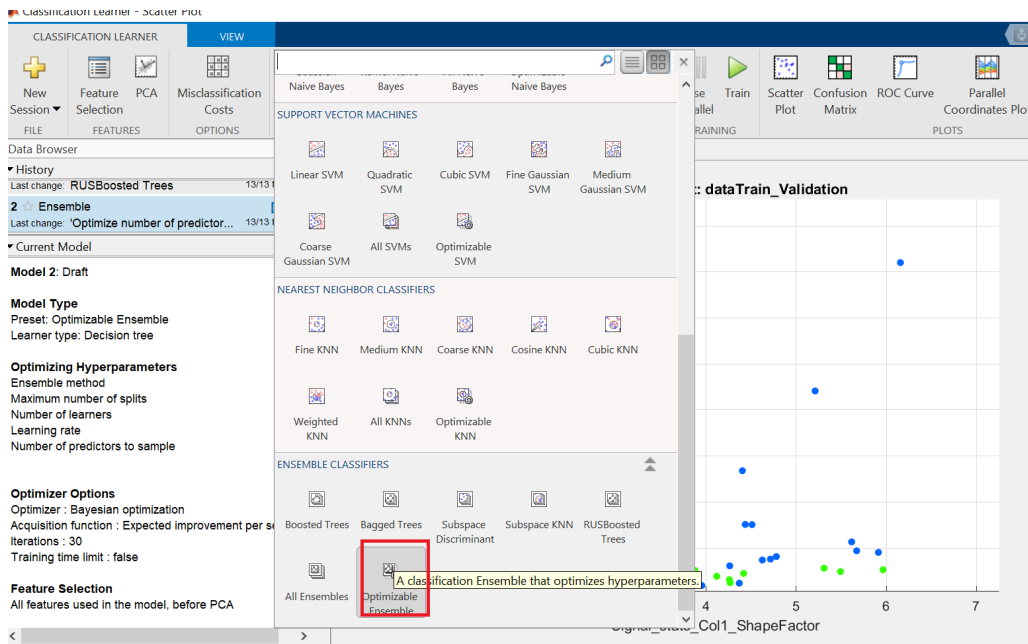 Classification Learner - Scatter Plot
CLASSIFICATION LEARNER
VIEW
New Session
Feature Selection
PCA
Misclassification Costs
Train
Scatter Plot
Confusion Matrix
ROC Curve
Parallel
Coordinates Plo
FILE
FEATURES
OPTIONS
PLOTS
Data Browser
History
Last change: RUSBoosted Trees 13/13 f
2 Ensemble
Last change: 'Optimize number of predictor... 13/13 f
Current Model
Model 2: Draft
Model Type
Preset: Optimizable Ensemble
Learner type: Decision tree
Optimizing Hyperparameters
Ensemble method
Maximum number of splits
Number of learners
Learning rate
Number of predictors to sample
Optimizer Options
Optimizer : Bayesian optimization
Acquisition function : Expected improvement per se
Iterations : 30
Training time limit : false
Feature Selection
All features used in the model, before PCA
Naive Bayes
Bayes
Bayes
Naive Bayes
SUPPORT VECTOR MACHINES
Linear SVM
Quadratic SVM
Cubic SVM
Fine Gaussian SVM
Medium Gaussian SVM
Coarse Gaussian SVM
All SVMs
Optimizable SVM
NEAREST NEIGHBOR CLASSIFIERS
Fine KNN
Medium KNN
Coarse KNN
Cosine KNN
Cubic KNN
Weighted KNN
All KNNs
Optimizable KNN
ENSEMBLE CLASSIFIERS
Boosted Trees
Bagged Trees
Subspace Discriminant
Subspace KNN
RUSBoosted Trees
All Ensembles
Optimizable Ensemble
A classification Ensemble that optimizes hyperparameters.
: dataTrain_Validation
4 5 6 7
Signal_state_Col1_ShapeFactor